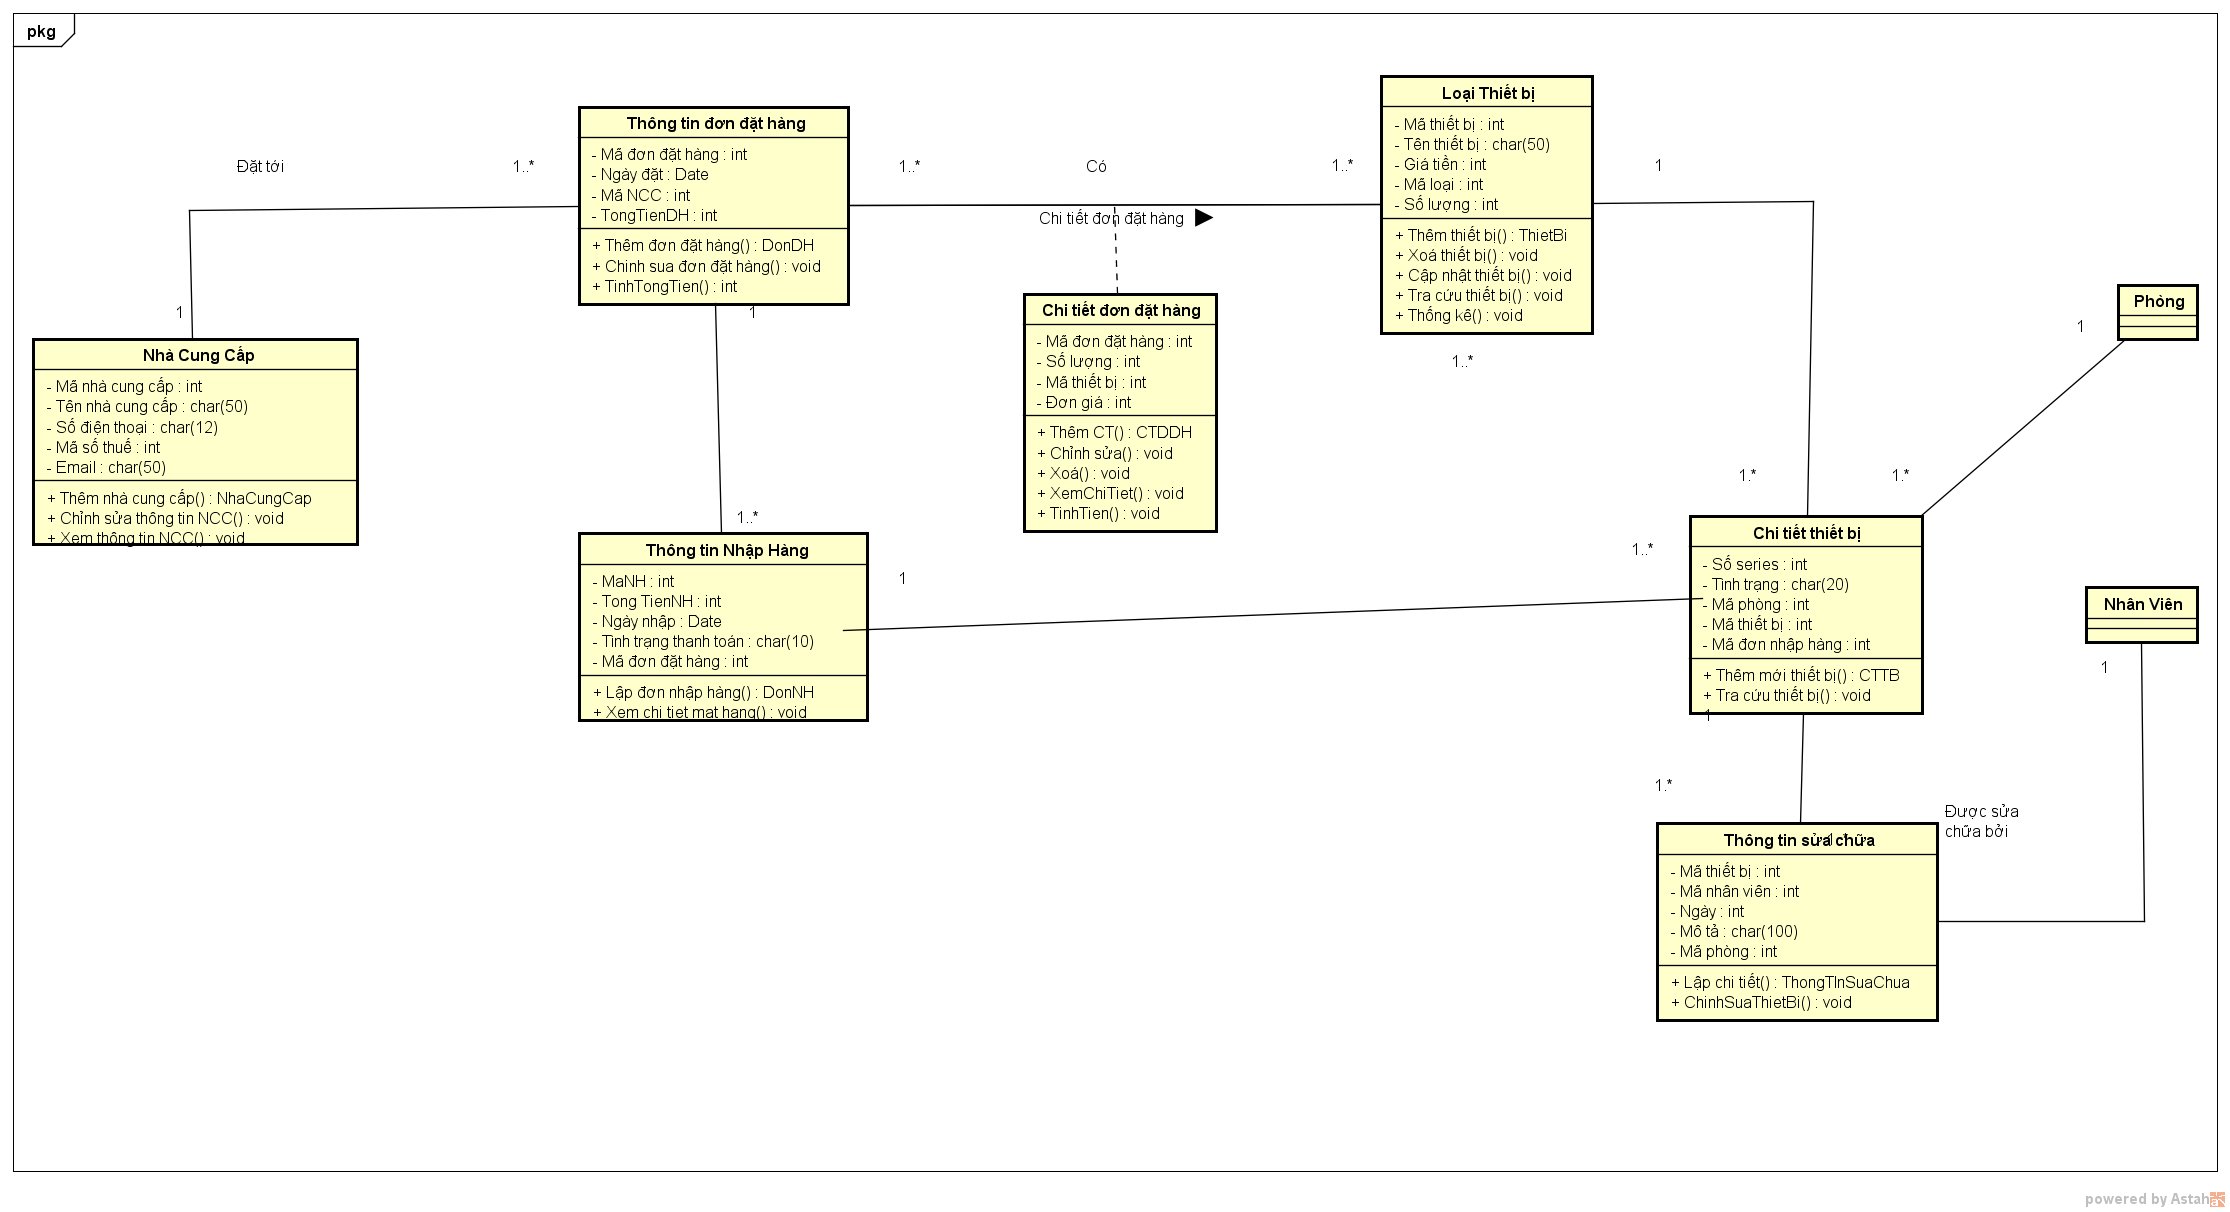 pkg
Đặt tới
1..*
1
Thông tin đơn đặt hàng
- Mã đơn đặt hàng : int
- Ngày đặt : Date
- Mã NCC : int
- TongTienDH : int
+ Thêm đơn đặt hàng() : DonDH
+ Chinh sua đơn đặt hàng() : void
+ TinhTongTien() : int
1..*
Có
1..*
Chi tiết đơn đặt hàng
Loại Thiết bị
- Mã thiết bị : int
- Tên thiết bị : char(50)
- Giá tiền : int
- Mã loại : int
- Số lượng : int
+ Thêm thiết bị() : ThietBi
+ Xoá thiết bị() : void
+ Cập nhật thiết bị() : void
+ Tra cứu thiết bị() : void
+ Thống kê() : void
1
1..*
Nhà Cung Cấp
- Mã nhà cung cấp : int
- Tên nhà cung cấp : char(50)
- Số điện thoại : char(12)
- Mã số thuế : int
- Email : char(50)
+ Thêm nhà cung cấp() : NhaCungCap
+ Chỉnh sửa thông tin NCC() : void
+ Xem thông tin NCC() : void
1
1..*
Chi tiết đơn đặt hàng
- Mã đơn đặt hàng : int
- Số lượng : int
- Mã thiết bị : int
- Đơn giá : int
+ Thêm CT() : CTDDH
+ Chỉnh sửa() : void
+ Xoá() : void
+ XemChiTiet() : void
+ TinhTien() : void
Phòng
1
1.*
1.*
Thông tin Nhập Hàng
- MaNH : int
- Tong TienNH : int
- Ngày nhập : Date
- Tình trạng thanh toán : char(10)
- Mã đơn đặt hàng : int
+ Lập đơn nhập hàng() : DonNH
+ Xem chi tiet mat hang() : void
1
1..*
Chi tiết thiết bị
- Số series : int
- Tình trạng : char(20)
- Mã phòng : int
- Mã thiết bị : int
- Mã đơn nhập hàng : int
+ Thêm mới thiết bị() : CTTB
+ Tra cứu thiết bị() : void
1
Nhân Viên
1
1.*
Được sửa
chữa bởi
Thông tin sửa chữa
- Mã thiết bị : int
- Mã nhân viên : int
- Ngày : int
- Mô tả : char(100)
- Mã phòng : int
+ Lập chi tiết() : ThongTInSuaChua
+ ChinhSuaThietBi() : void
powered by Astah